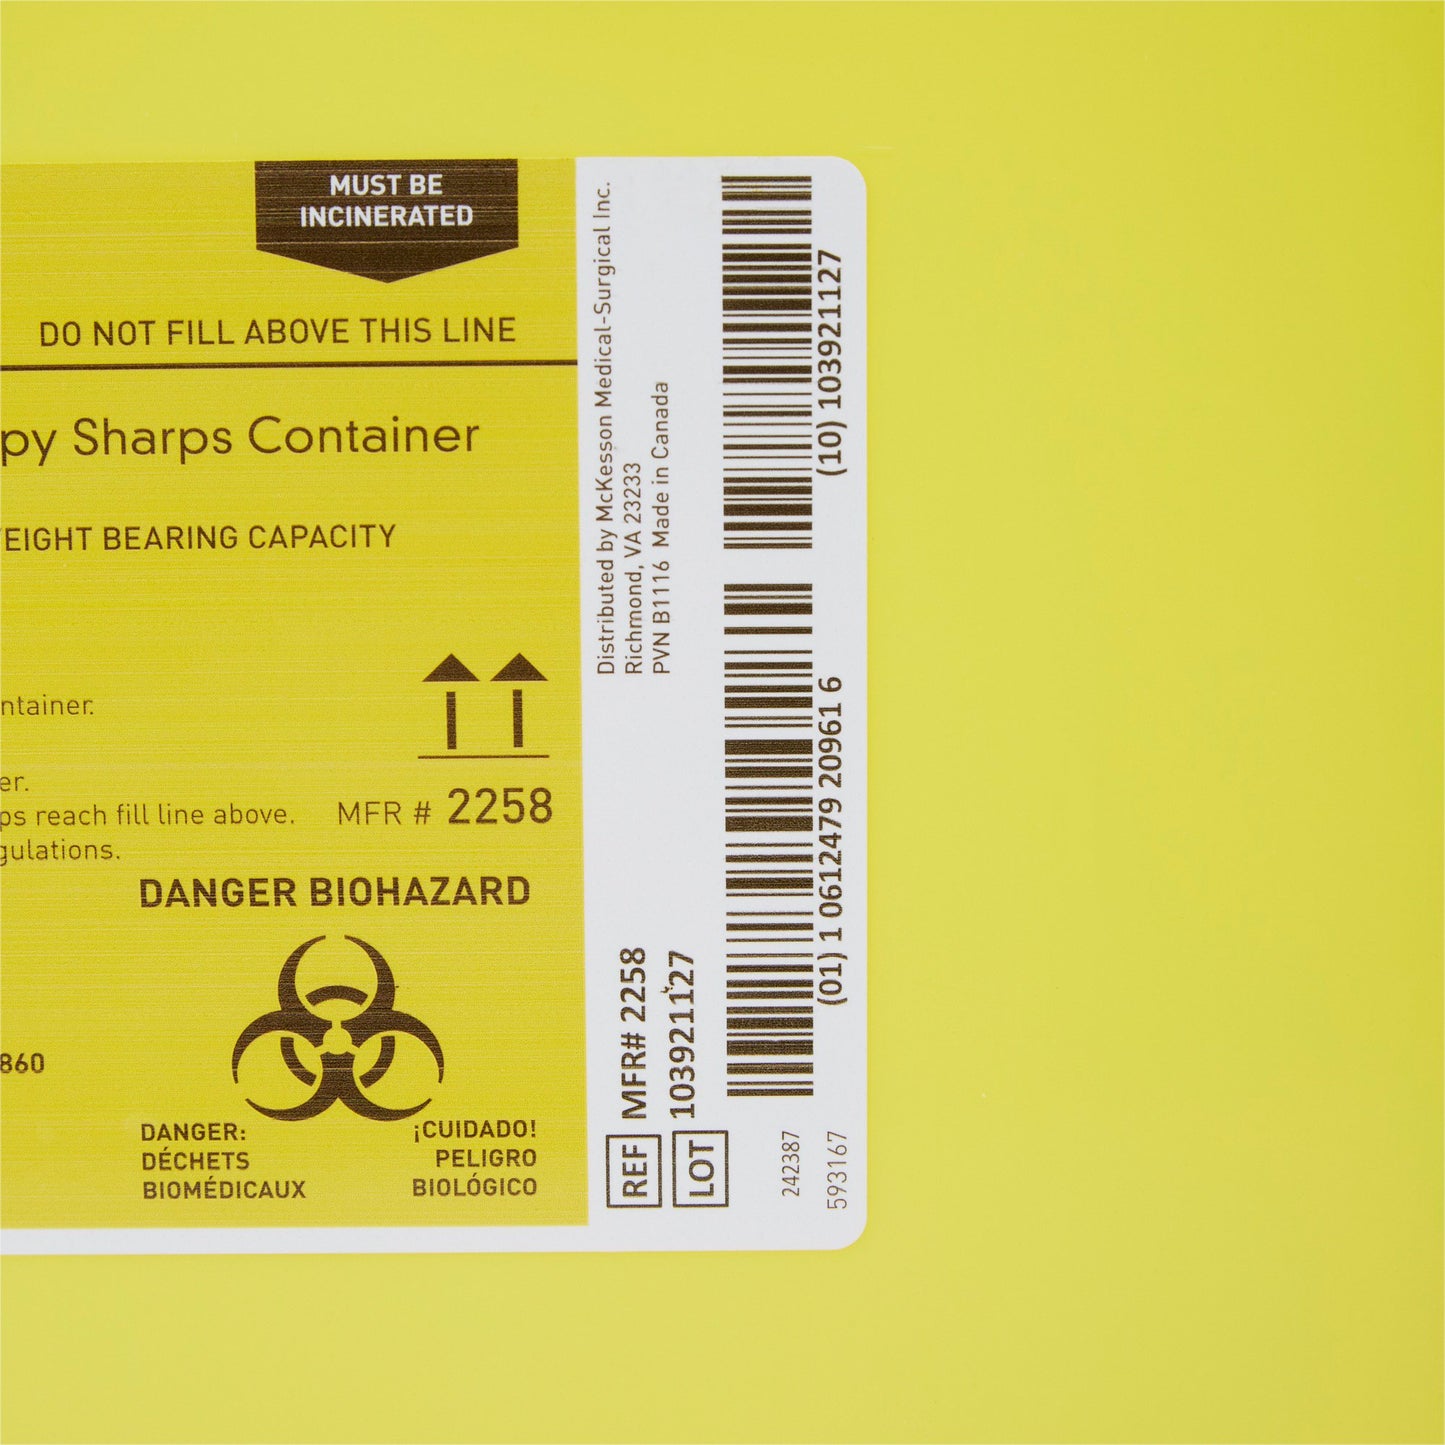 MUST BE
INCINERATED
DO NOT FILL ABOVE THIS LINE
py Sharps Container
EIGHT BEARING CAPACITY
ntainer.
er.
ps reach fill line above.
gulations.
MFR # 2258
DANGER BIOHAZARD
860
DANGER:
DÉCHETS
BIOMÉDICAUX
¡CUIDADO!
PELIGRO
BIOLÓGICO
Distributed by McKesson Medical-Surgical Inc.
Richmond, VA 23233
PVN B1116 Made in Canada
REF MFR# 2258
LOT 103921127
(10) 103921127
(01) 1 0612479 20961 6
242387
593167